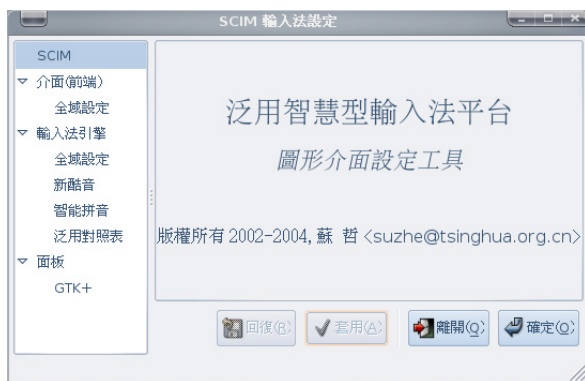 SCIM 輸入法設定
SCIM
介面(前端)
全域設定
輸入法引擎
全域設定
新酷音
智能拼音
泛用對照表
面板
GTK+
泛用智慧型輸入法平台
圖形介面設定工具
版權所有 2002-2004, 蘇 哲 <suzhe@tsinghua.org.cn>
回復(R) 套用(A) 離開(Q) 確定(O)